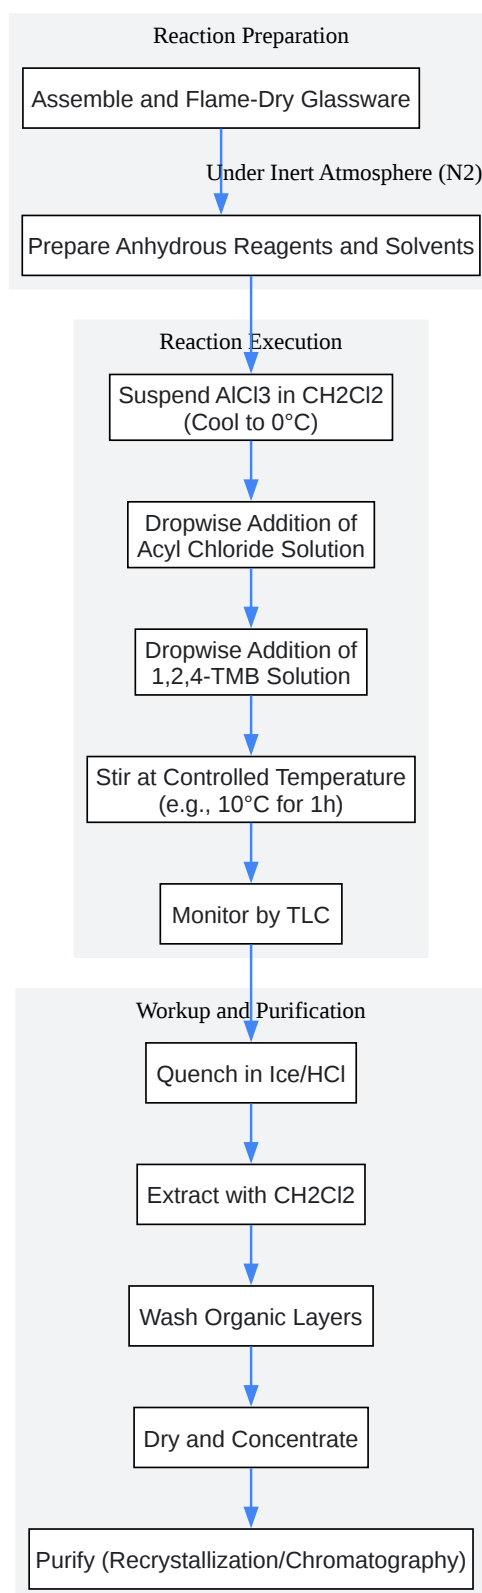 Reaction Preparation
Assemble and Flame-Dry Glassware
Under Inert Atmosphere (N2)
Prepare Anhydrous Reagents and Solvents
Reaction Execution
Suspend AlCl3 in CH2Cl2
(Cool to 0°C)
Dropwise Addition of
Acyl Chloride Solution
Dropwise Addition of
1,2,4-TMB Solution
Stir at Controlled Temperature
(e.g., 10°C for 1h)
Monitor by TLC
Workup and Purification
Quench in Ice/HCl
Extract with CH2Cl2
Wash Organic Layers
Dry and Concentrate
Purify (Recrystallization/Chromatography)